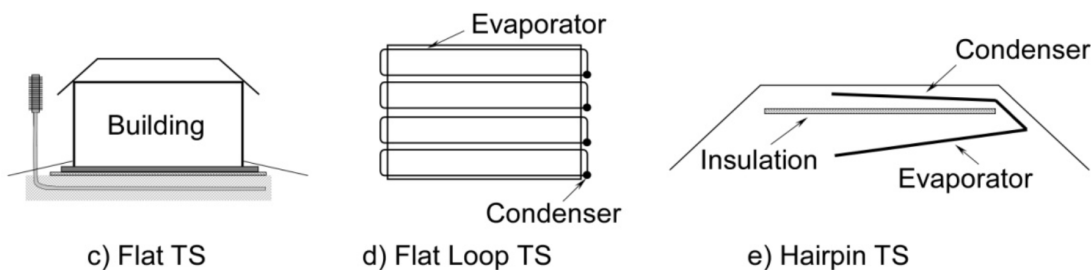 Evaporator
Condenser
Building
Insulation
Evaporator
Condenser
c) Flat TS
d) Flat Loop TS
e) Hairpin TS